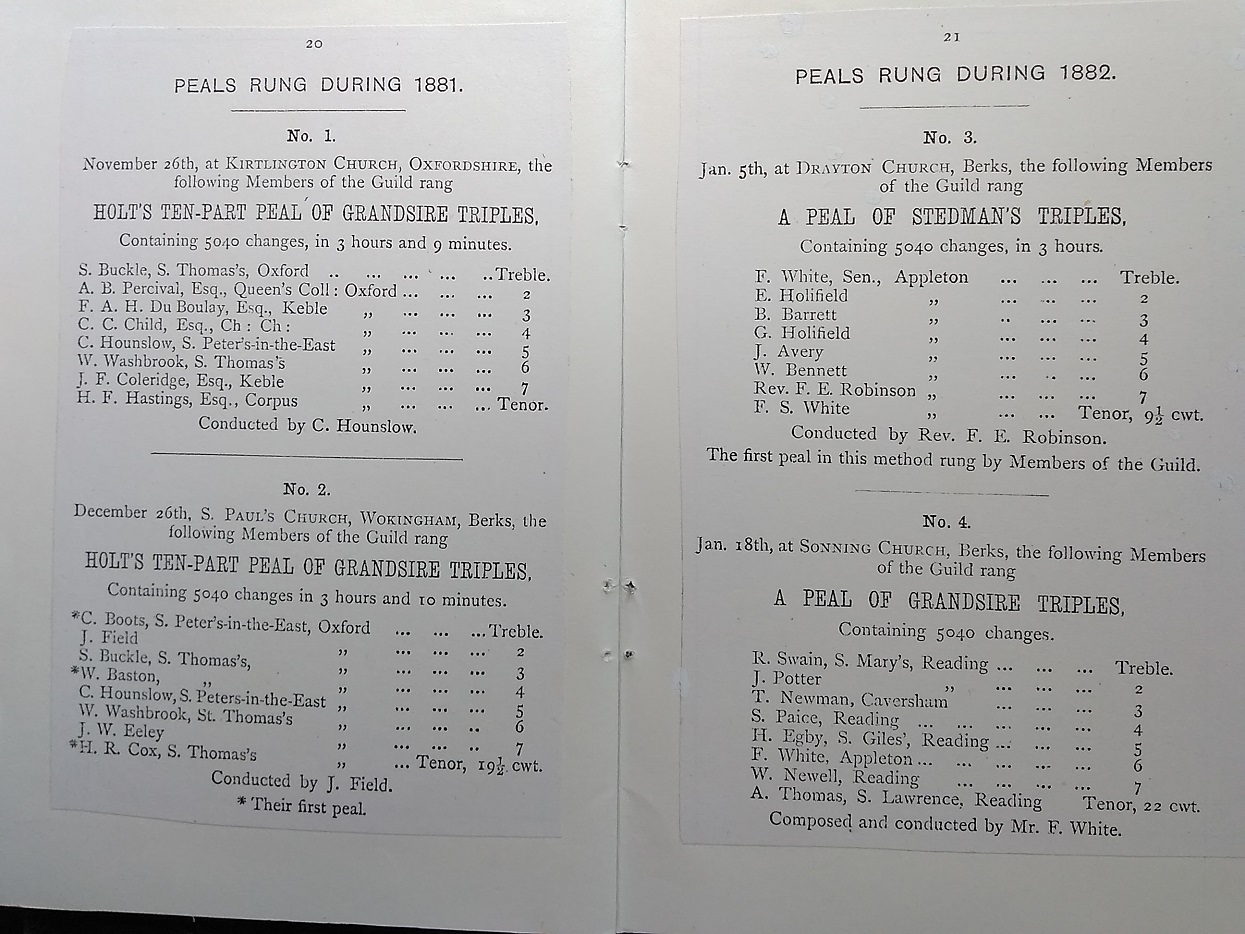 20
PEALS RUNG DURING 1881.
No. 1.
November 26th, at KIRTLINGTON CHURCH, OXFORDSHIRE, the
following Members of the Guild rang
HOLT'S TEN-PART PEAL OF GRANDSIRE TRIPLES,
Containing 5040 changes, in 3 hours and 9 minutes.
S. Buckle, S. Thomas's, Oxford .. ... ... ... ..Treble.
A. B. Percival, Esq., Queen's Coll : Oxford ... ... ... 2
F. A. H. Du Boulay, Esq., Keble „ ... ... ... 3
C. C. Child, Esq., Ch : Ch : „ ... ... ... 4
C. Hounslow, S. Peter's-in-the-East „ ... ... ... 5
W. Washbrook, S. Thomas's „ ... ... ... 6
J. F. Coleridge, Esq., Keble „ ... ... ... 7
H. F. Hastings, Esq., Corpus „ ... ... ... Tenor.
Conducted by C. Hounslow.
No. 2.
December 26th, S. PAUL'S CHURCH, WOKINGHAM, Berks, the
following Members of the Guild rang
HOLT'S TEN-PART PEAL OF GRANDSIRE TRIPLES,
Containing 5040 changes in 3 hours and 10 minutes.
*C. Boots, S. Peter's-in-the-East, Oxford ... ... ...Treble.
J. Field „ ... ... ... 2
S. Buckle, S. Thomas's, „ ... ... ... 3
*W. Baston, „ „ ... ... ... 4
C. Hounslow, S. Peters-in-the-East „ ... ... ... 5
W. Washbrook, St. Thomas's „ ... ... .. 6
J. W. Eeley „ ... ... .. 7
*H. R. Cox, S. Thomas's „ ... Tenor, 19½ cwt.
Conducted by J. Field.
* Their first peal.
21
PEALS RUNG DURING 1882.
No. 3.
Jan. 5th, at DRAYTON CHURCH, Berks, the following Members
of the Guild rang
A PEAL OF STEDMAN'S TRIPLES,
Containing 5040 changes, in 3 hours.
F. White, Sen., Appleton ... ... ... Treble.
E. Holifield „ ... ... ... 2
B. Barrett „ .. ... ... 3
G. Holifield „ ... ... ... 4
J. Avery „ ... ... ... 5
W. Bennett „ ... .. ... 6
Rev. F. E. Robinson „ ... ... ... 7
F. S. White „ ... ... Tenor, 9½ cwt.
Conducted by Rev. F. E. Robinson.
The first peal in this method rung by Members of the Guild.
No. 4.
Jan. 18th, at SONNING CHURCH, Berks, the following Members
of the Guild rang
A PEAL OF GRANDSIRE TRIPLES,
Containing 5040 changes.
R. Swain, S. Mary's, Reading ... ... ... Treble.
J. Potter „ ... ... ... 2
T. Newman, Caversham ... ... ... 3
S. Paice, Reading ... ... ... ... 4
H. Egby, S. Giles', Reading ... ... ... 5
F. White, Appleton ... ... ... ... 6
W. Newell, Reading ... ... ... 7
A. Thomas, S. Lawrence, Reading Tenor, 22 cwt.
Composed and conducted by Mr. F. White.